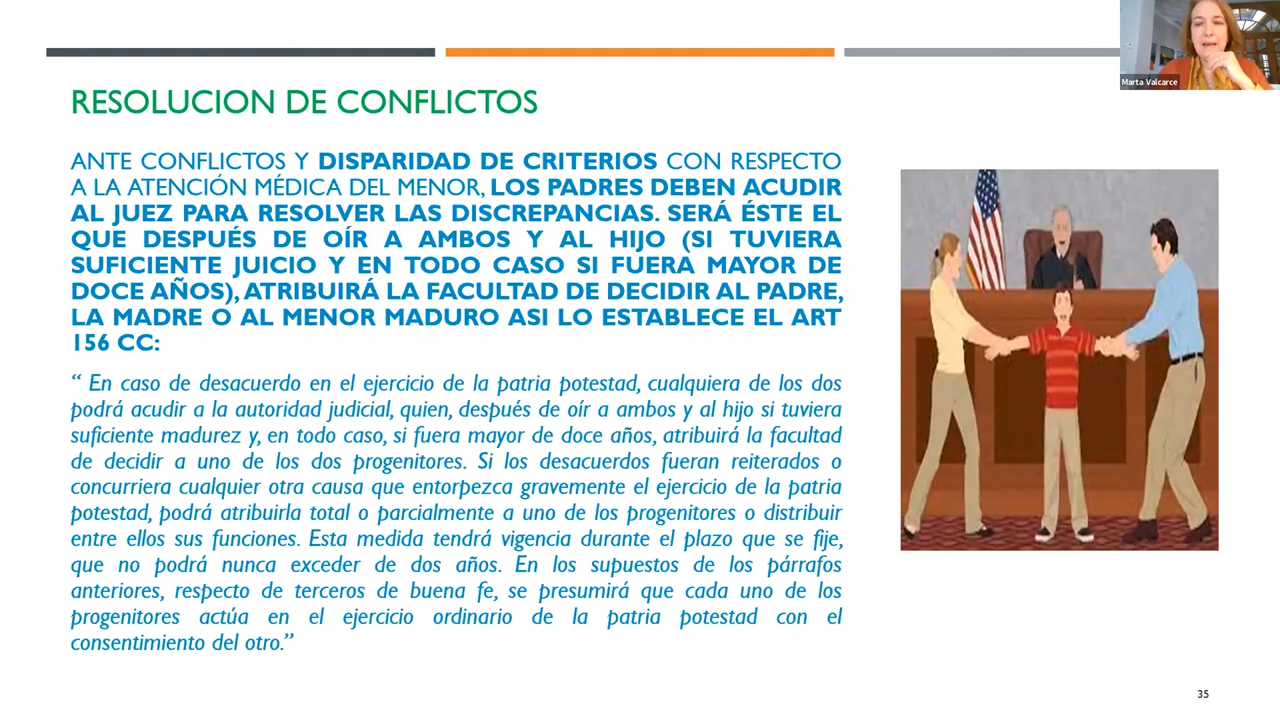 Marta Valcarce
RESOLUCION DE CONFLICTOS
ANTE CONFLICTOS Y DISPARIDAD DE CRITERIOS CON RESPECTO
A LA ATENCIÓN MÉDICA DEL MENOR, LOS PADRES DEBEN ACUDIR
AL JUEZ PARA RESOLVER LAS DISCREPANCIAS. SERÁ ÉSTE EL
QUE DESPUÉS DE OÍR A AMBOS Y AL HIJO (SI TUVIERA
SUFICIENTE JUICIO Y EN TODO CASO SI FUERA MAYOR DE
DOCE AÑOS), ATRIBUIRÁ LA FACULTAD DE DECIDIR AL PADRE,
LA MADRE O AL MENOR MADURO ASI LO ESTABLECE EL ART
156 CC:
“ En caso de desacuerdo en el ejercicio de la patria potestad, cualquiera de los dos
podrá acudir a la autoridad judicial, quien, después de oír a ambos y al hijo si tuviera
suficiente madurez y, en todo caso, si fuera mayor de doce años, atribuirá la facultad
de decidir a uno de los dos progenitores. Si los desacuerdos fueran reiterados o
concurriera cualquier otra causa que entorpezca gravemente el ejercicio de la patria
potestad, podrá atribuirla total o parcialmente a uno de los progenitores o distribuir
entre ellos sus funciones. Esta medida tendrá vigencia durante el plazo que se fije,
que no podrá nunca exceder de dos años. En los supuestos de los párrafos
anteriores, respecto de terceros de buena fe, se presumirá que cada uno de los
progenitores actúa en el ejercicio ordinario de la patria potestad con el
consentimiento del otro.”
35